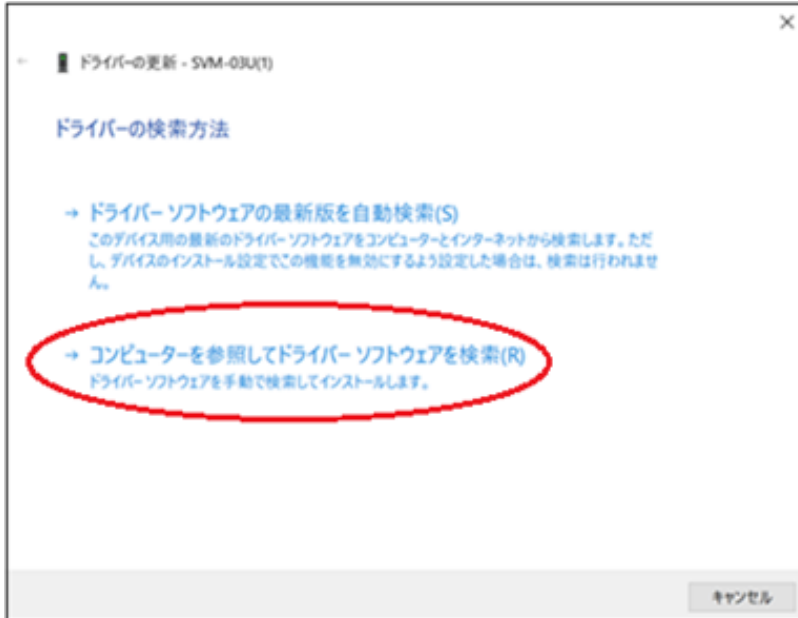 ドライバーの更新 - SVM-03U(1)
ドライバーの検索方法
→ ドライバー ソフトウェアの最新版を自動検索(S)
このデバイス用の最新のドライバー ソフトウェアをコンピューターとインターネットから検索します。ただ
し、デバイスのインストール設定でこの機能を無効にするよう設定した場合は、検索は行われませ
ん。
→ コンピューターを参照してドライバー ソフトウェアを検索(R)
ドライバー ソフトウェアを手動で検索してインストールします。
キャンセル